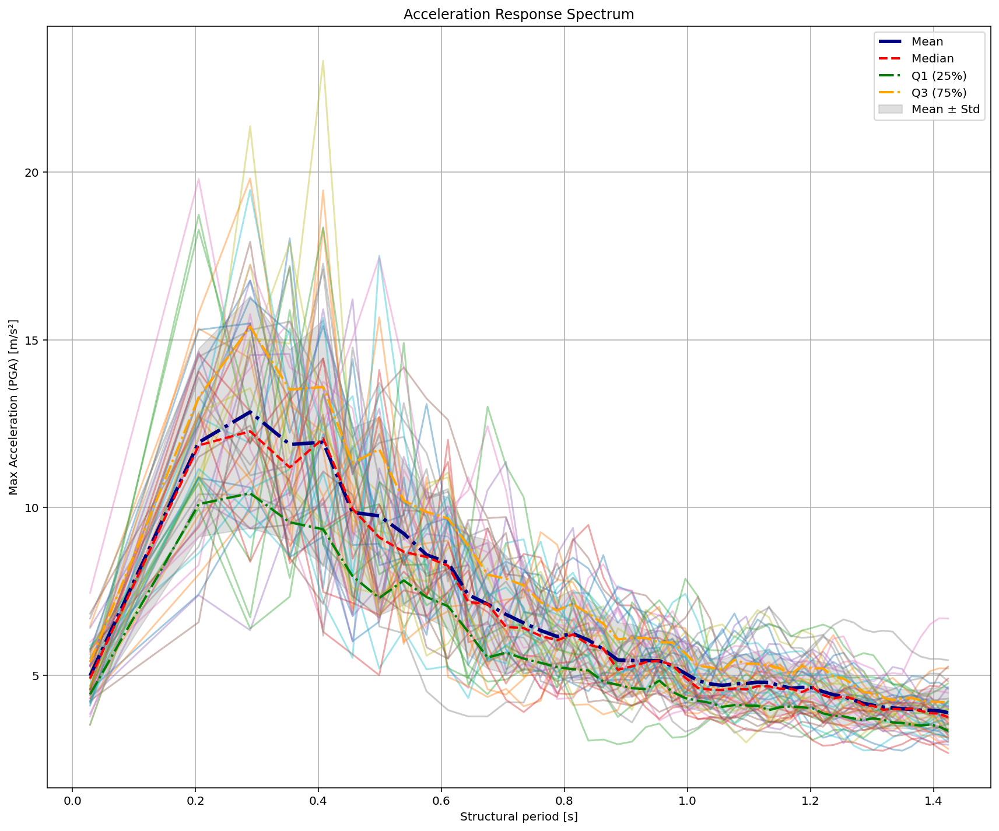 Acceleration Response Spectrum
Mean
Median
Q1 (25%)
Q3 (75%)
Mean ± Std
Max Acceleration (PGA) [m/s²]
20
15
10
5
0.0 0.2 0.4 0.6 0.8 1.0 1.2 1.4
Structural period [s]